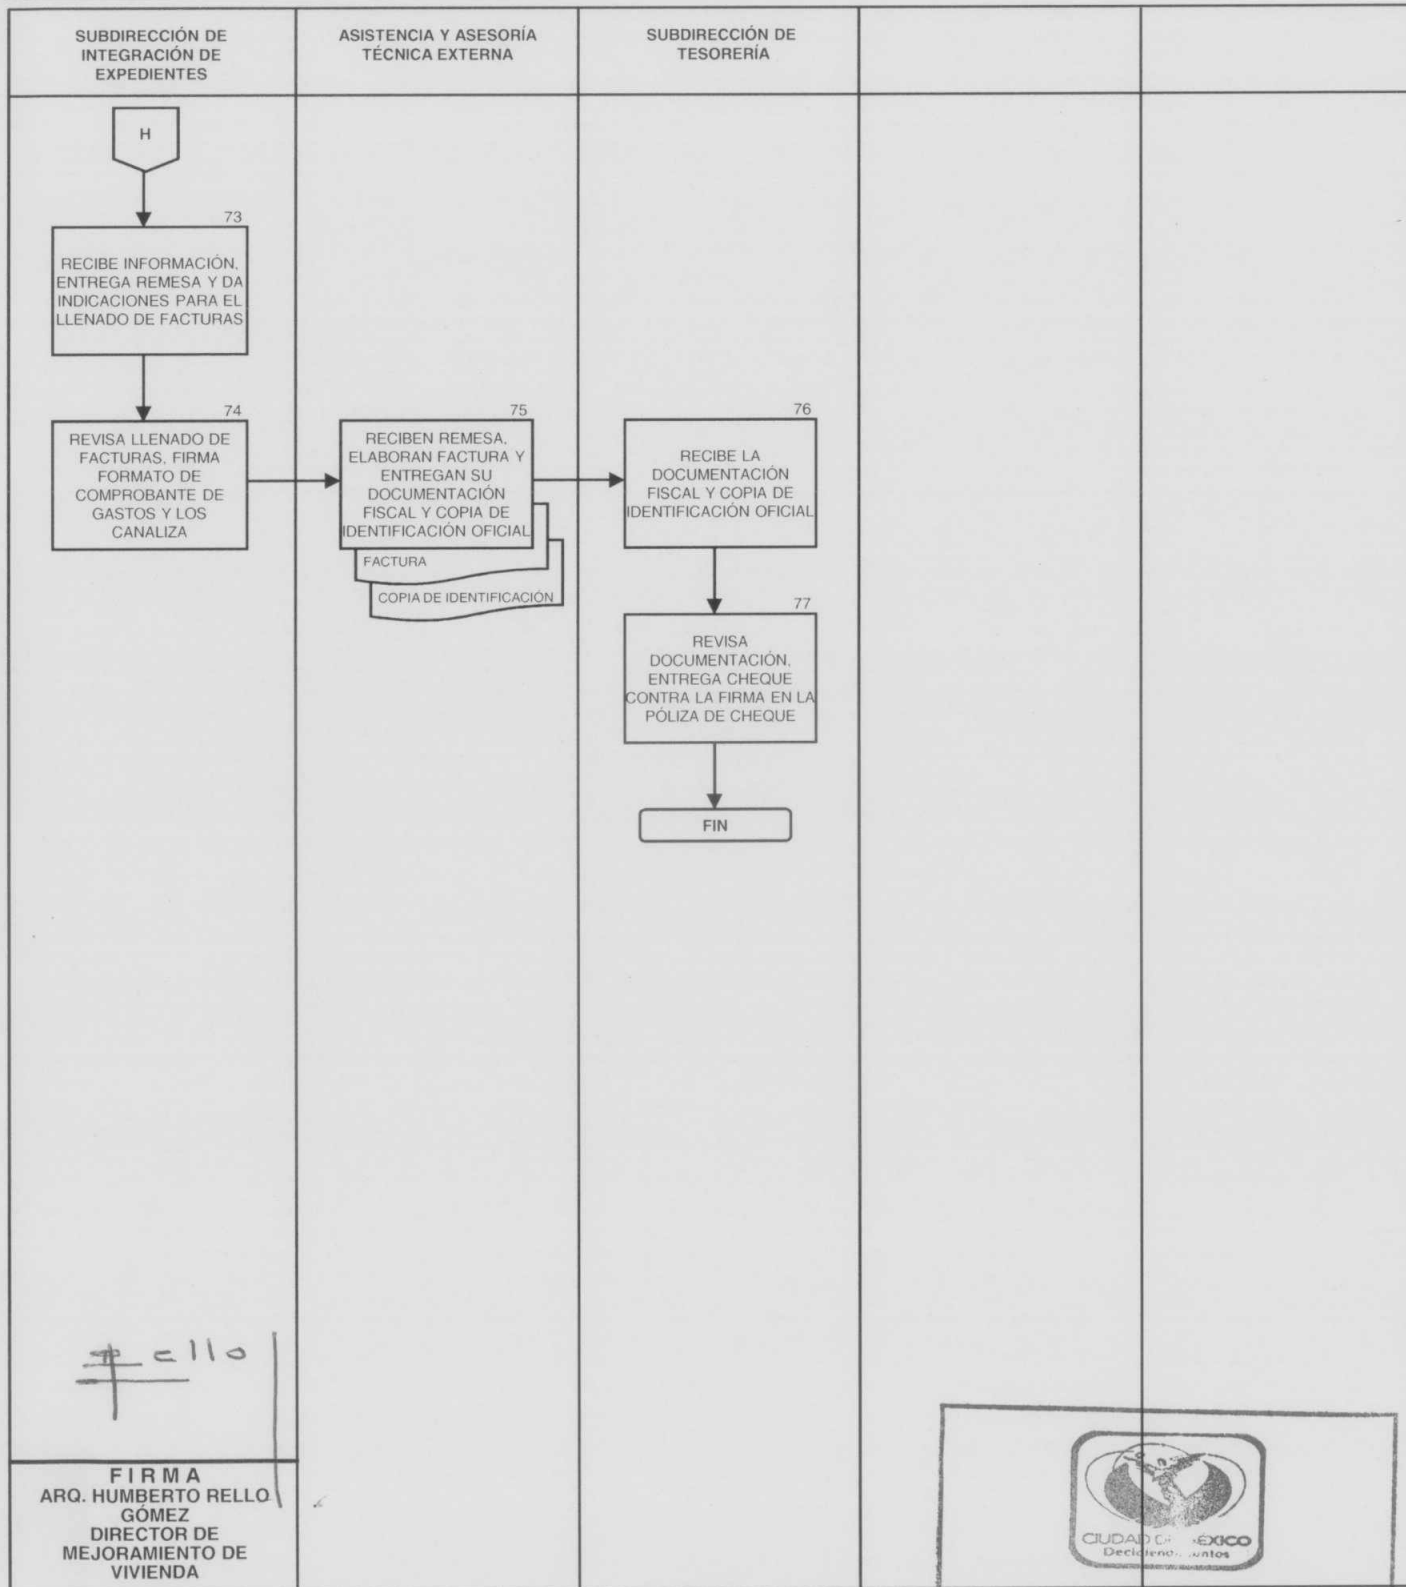 SUBDIRECCIÓN DE
INTEGRACIÓN DE
EXPEDIENTES
ASISTENCIA Y ASESORÍA
TÉCNICA EXTERNA
SUBDIRECCIÓN DE
TESORERÍA
H
73
RECIBE INFORMACIÓN,
ENTREGA REMESA Y DA
INDICACIONES PARA EL
LLENADO DE FACTURAS
74
REVISA LLENADO DE
FACTURAS, FIRMA
FORMATO DE
COMPROBANTE DE
GASTOS Y LOS
CANALIZA
75
RECIBEN REMESA,
ELABORAN FACTURA Y
ENTREGAN SU
DOCUMENTACIÓN
FISCAL Y COPIA DE
IDENTIFICACIÓN OFICIAL
FACTURA
COPIA DE IDENTIFICACIÓN
76
RECIBE LA
DOCUMENTACIÓN
FISCAL Y COPIA DE
IDENTIFICACIÓN OFICIAL
77
REVISA
DOCUMENTACIÓN,
ENTREGA CHEQUE
CONTRA LA FIRMA EN LA
PÓLIZA DE CHEQUE
FIN
FIRMA
ARQ. HUMBERTO RELLO
GÓMEZ
DIRECTOR DE
MEJORAMIENTO DE
VIVIENDA
CIUDAD